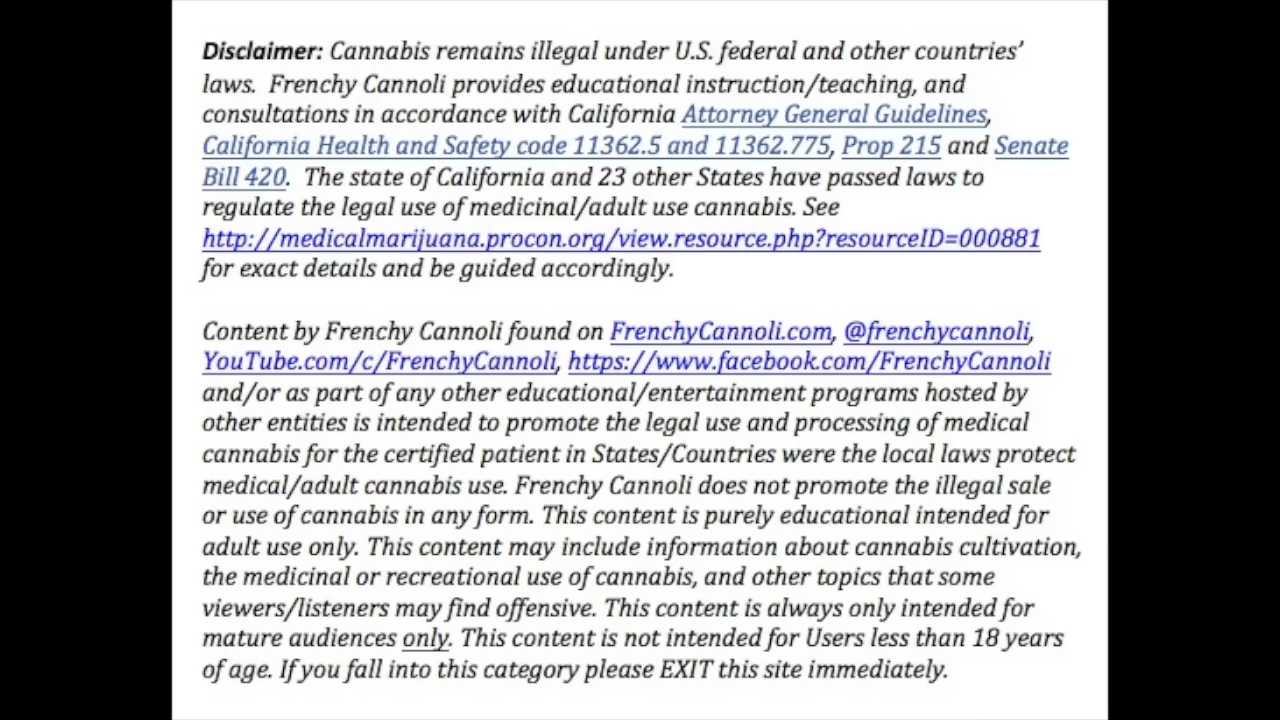 Disclaimer: Cannabis remains illegal under U.S. federal and other countries'
laws. Frenchy Cannoli provides educational instruction/teaching, and
consultations in accordance with California Attorney General Guidelines,
California Health and Safety code 11362.5 and 11362.775, Prop 215 and Senate
Bill 420. The state of California and 23 other States have passed laws to
regulate the legal use of medicinal/adult use cannabis. See
http://medicalmarijuana.procon.org/view.resource.php?resourceID=000881
for exact details and be guided accordingly.
Content by Frenchy Cannoli found on FrenchyCannoli.com, @frenchycannoli,
YouTube.com/c/FrenchyCannoli, https://www.facebook.com/FrenchyCannoli
and/or as part of any other educational/entertainment programs hosted by
other entities is intended to promote the legal use and processing of medical
cannabis for the certified patient in States/Countries were the local laws protect
medical/adult cannabis use. Frenchy Cannoli does not promote the illegal sale
or use of cannabis in any form. This content is purely educational intended for
adult use only. This content may include information about cannabis cultivation,
the medicinal or recreational use of cannabis, and other topics that some
viewers/listeners may find offensive. This content is always only intended for
mature audiences only. This content is not intended for Users less than 18 years
of age. If you fall into this category please EXIT this site immediately.